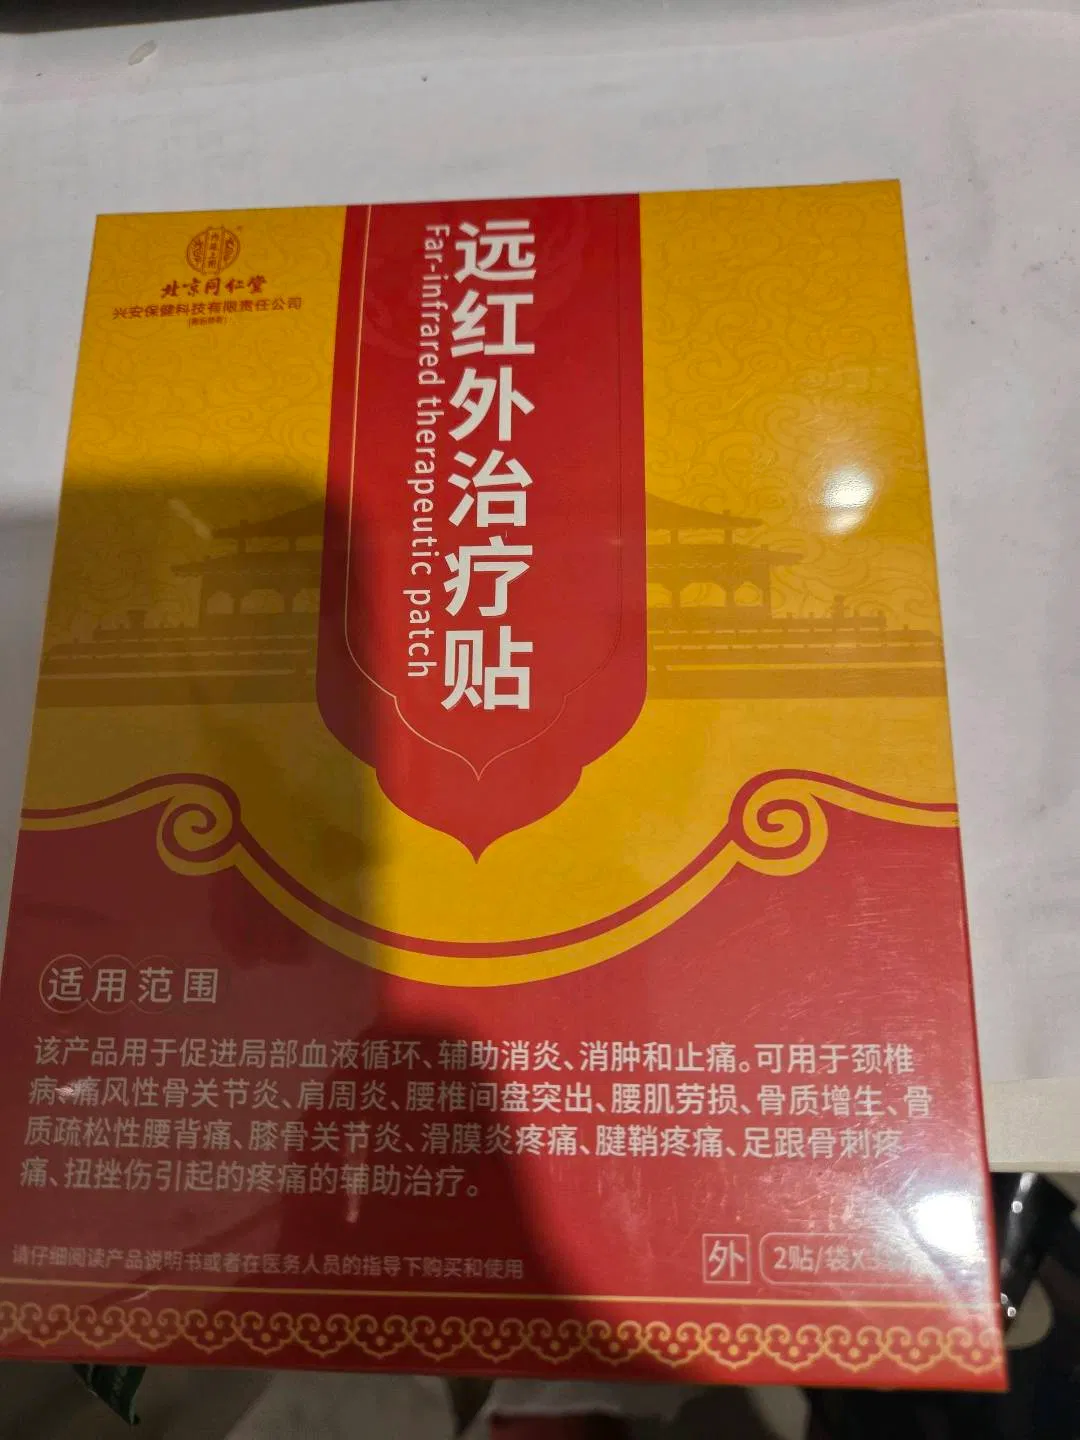 北京同仁堂
兴安保健科技有限责任公司
远红外治疗贴
Far-infrared therapeutic patch
适用范围
该产品用于促进局部血液循环、辅助消炎、消肿和止痛。可用于颈椎
病、痛风性骨关节炎、肩周炎、腰椎间盘突出、腰肌劳损、骨质增生、骨
质疏松性腰背痛、膝骨关节炎、滑膜炎疼痛、腱鞘疼痛、足跟骨刺疼
痛、扭挫伤引起的疼痛的辅助治疗。
请仔细阅读产品说明书或者在医务人员的指导下购买和使用
外
2贴/袋x